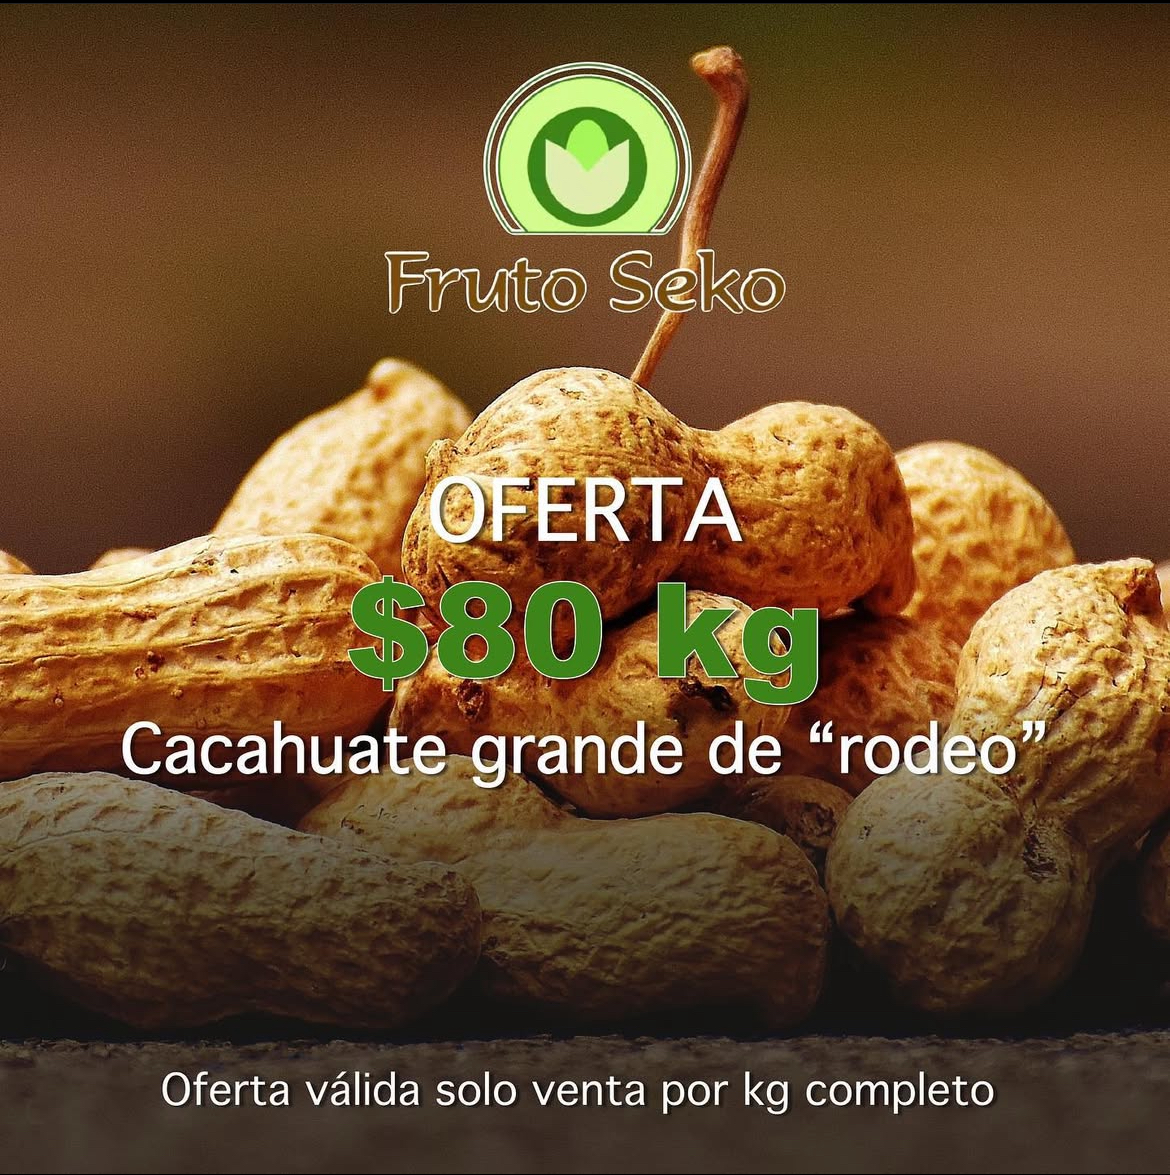 Fruto Seko
OFERTA
$80 kg
Cacahuate grande de “rodeo”
Oferta válida solo venta por kg completo